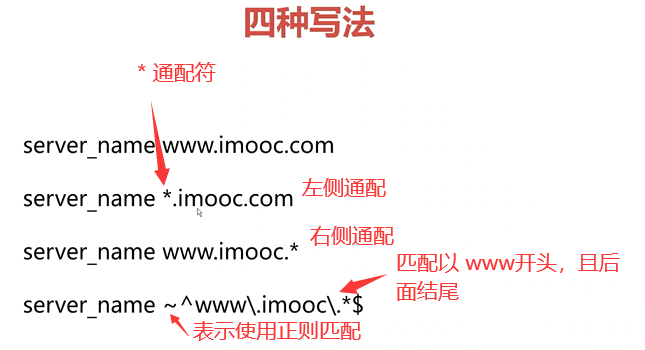 四种写法
* 通配符
server_name www.imooc.com
server_name *.imooc.com 左侧通配
server_name www.imooc.* 右侧通配
匹配以 www开头，且后
面结尾
server_name ~^www\.imooc\.*$
表示使用正则匹配